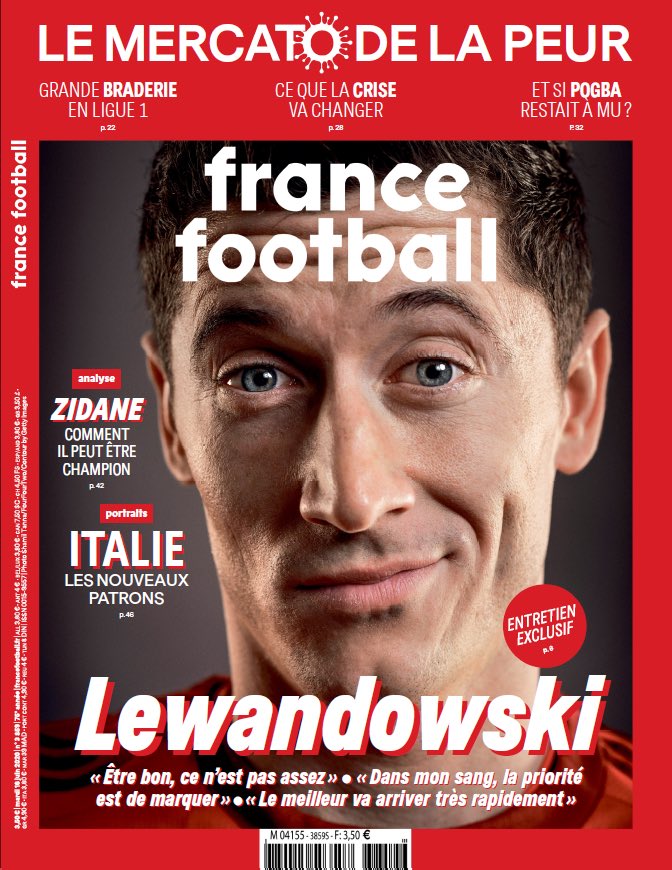 LE MERCATO DE LA PEUR
GRANDE BRADERIE
EN LIGUE 1
p.22
CE QUE LA CRISE
VA CHANGER
p.28
ET SI PQGBA
RESTAIT À MU ?
P.32
france football
france
football
analyse
ZIDANE
COMMENT
IL PEUT ÊTRE
CHAMPION
p.42
portraits
ITALIE
LES NOUVEAUX
PATRONS
p.46
ENTRETIEN
EXCLUSIF
p.6
Lewandowski
« Être bon, ce n'est pas assez » • « Dans mon sang, la priorité
est de marquer » • « Le meilleur va arriver très rapidement »
M 04155 - 3859S - F: 3,50 €